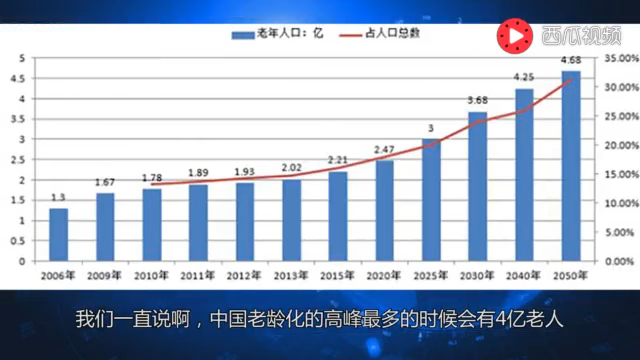 老年人口：亿 占人口总数
西瓜视频
5 35.00%
4.5 30.00%
4 25.00%
3.5 20.00%
3 15.00%
2.5 10.00%
2 5.00%
1.5 0.00%
1
0.5
0
1.3 1.67 1.78 1.89 1.93 2.02 2.21 2.47 3 3.68 4.25 4.68
2006年 2009年 2010年 2011年 2012年 2013年 2015年 2020年 2025年 2030年 2040年 2050年
我们一直说啊，中国老龄化的高峰最多的时候会有4亿老人